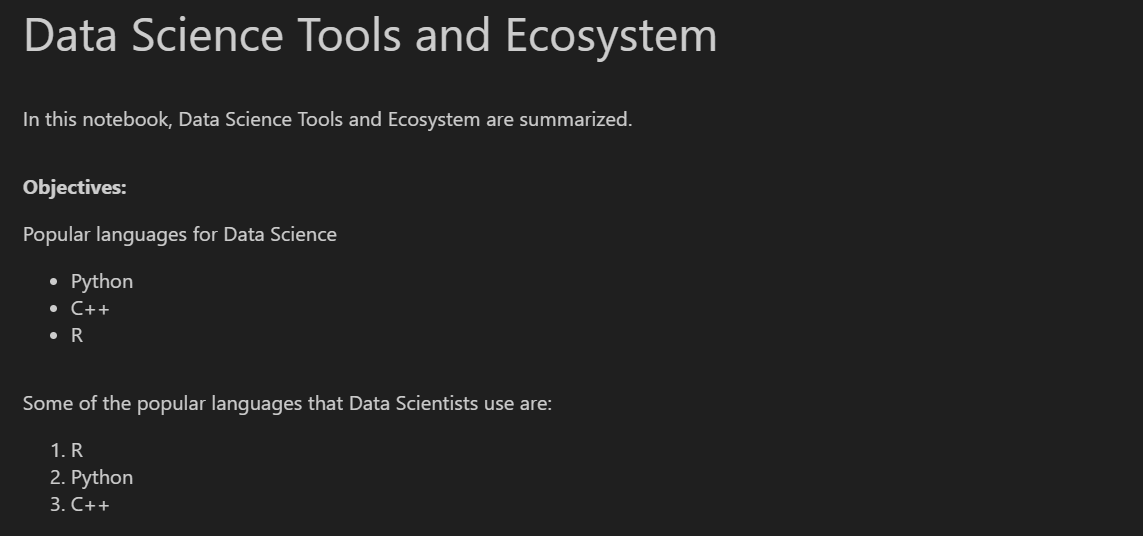 Data Science Tools and Ecosystem
In this notebook, Data Science Tools and Ecosystem are summarized.
Objectives:
Popular languages for Data Science
• Python
• C++
• R
Some of the popular languages that Data Scientists use are:
1. R
2. Python
3. C++